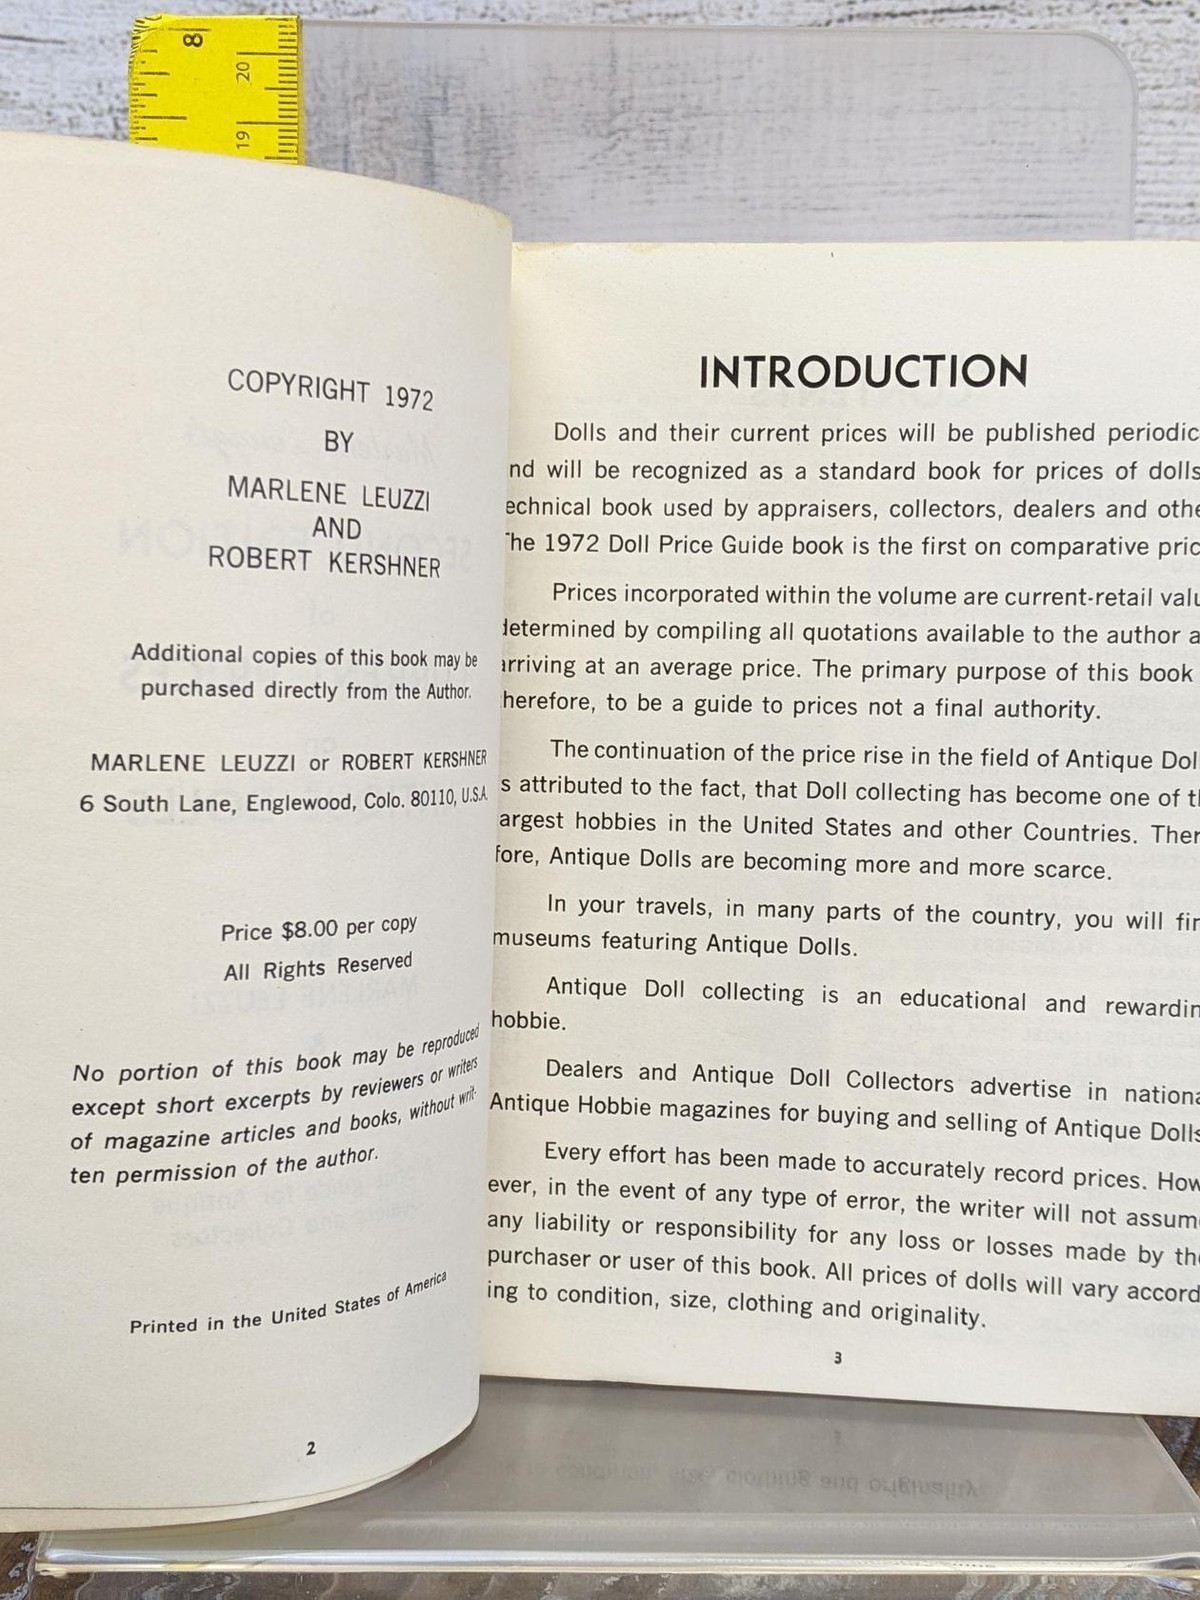 8
20
19
COPYRIGHT 1972
BY
MARLENE LEUZZI
AND
ROBERT KERSHNER
Additional copies of this book may be
purchased directly from the Author.
MARLENE LEUZZI or ROBERT KERSHNER
6 South Lane, Englewood, Colo. 80110, U.S.A.
Price $8.00 per copy
All Rights Reserved
No portion of this book may be reproduced
except short excerpts by reviewers or writers
of magazine articles and books, without writ-
ten permission of the author.
Printed in the United States of America
2
INTRODUCTION
Dolls and their current prices will be published periodic
nd will be recognized as a standard book for prices of dolls
echnical book used by appraisers, collectors, dealers and othe
he 1972 Doll Price Guide book is the first on comparative pric
Prices incorporated within the volume are current-retail valu
determined by compiling all quotations available to the author a
arriving at an average price. The primary purpose of this book
herefore, to be a guide to prices not a final authority.
The continuation of the price rise in the field of Antique Dol
s attributed to the fact, that Doll collecting has become one of t
argest hobbies in the United States and other Countries. Ther
fore, Antique Dolls are becoming more and more scarce.
In your travels, in many parts of the country, you will fin
museums featuring Antique Dolls.
Antique Doll collecting is an educational and rewardin
hobbie.
Dealers and Antique Doll Collectors advertise in nationa
Antique Hobbie magazines for buying and selling of Antique Dolls
Every effort has been made to accurately record prices. How
ever, in the event of any type of error, the writer will not assume
any liability or responsibility for any loss or losses made by the
purchaser or user of this book. All prices of dolls will vary accord
ing to condition, size, clothing and originality.
3